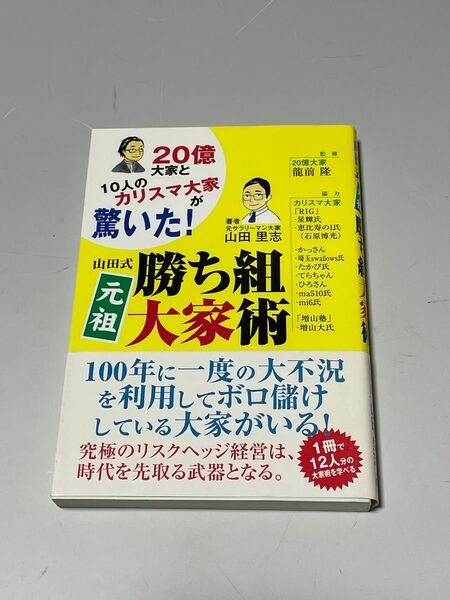 20億
大家と
10人の
カリスマ大家
が
驚いた!
著者
元サラリーマン大家
山田 里志
監修
20億大家
龍前 隆
協力
カリスマ大家
「RIG」
・星輝氏
・恵比寿のI氏
(石原博光)
・かっさん
・埼玉swallows氏
・たかぴ氏
・てらちゃん
・ひろさん
・ma510氏
・mi6氏
「増山塾」
・増山大氏
山田式
元祖
勝ち組
大家術
100年に一度の大不況
を利用してボロ儲け
している大家がいる!
究極のリスクヘッジ経営は、
時代を先取る武器となる。
1冊で
12人分の
大家術を学べる